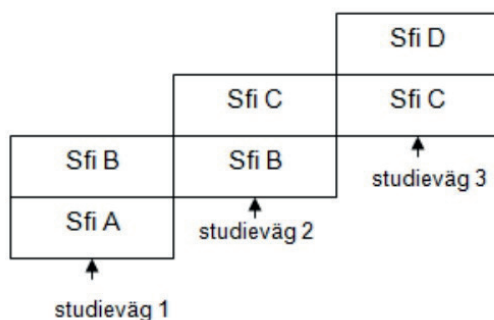 Sfi D
Sfi C
Sfi C
Sfi B
Sfi B
studieväg 3
Sfi A
studieväg 2
studieväg 1